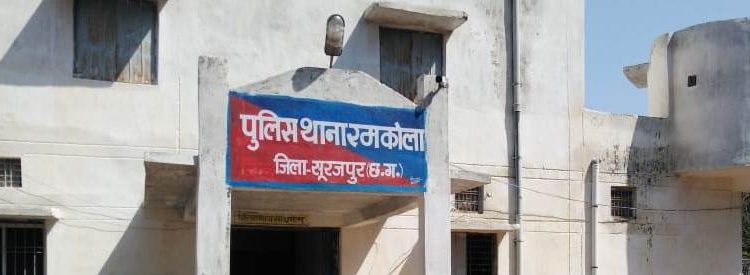 पुलिस थाना रमकोला
जिला-सूरजपुर (छ.ग.)